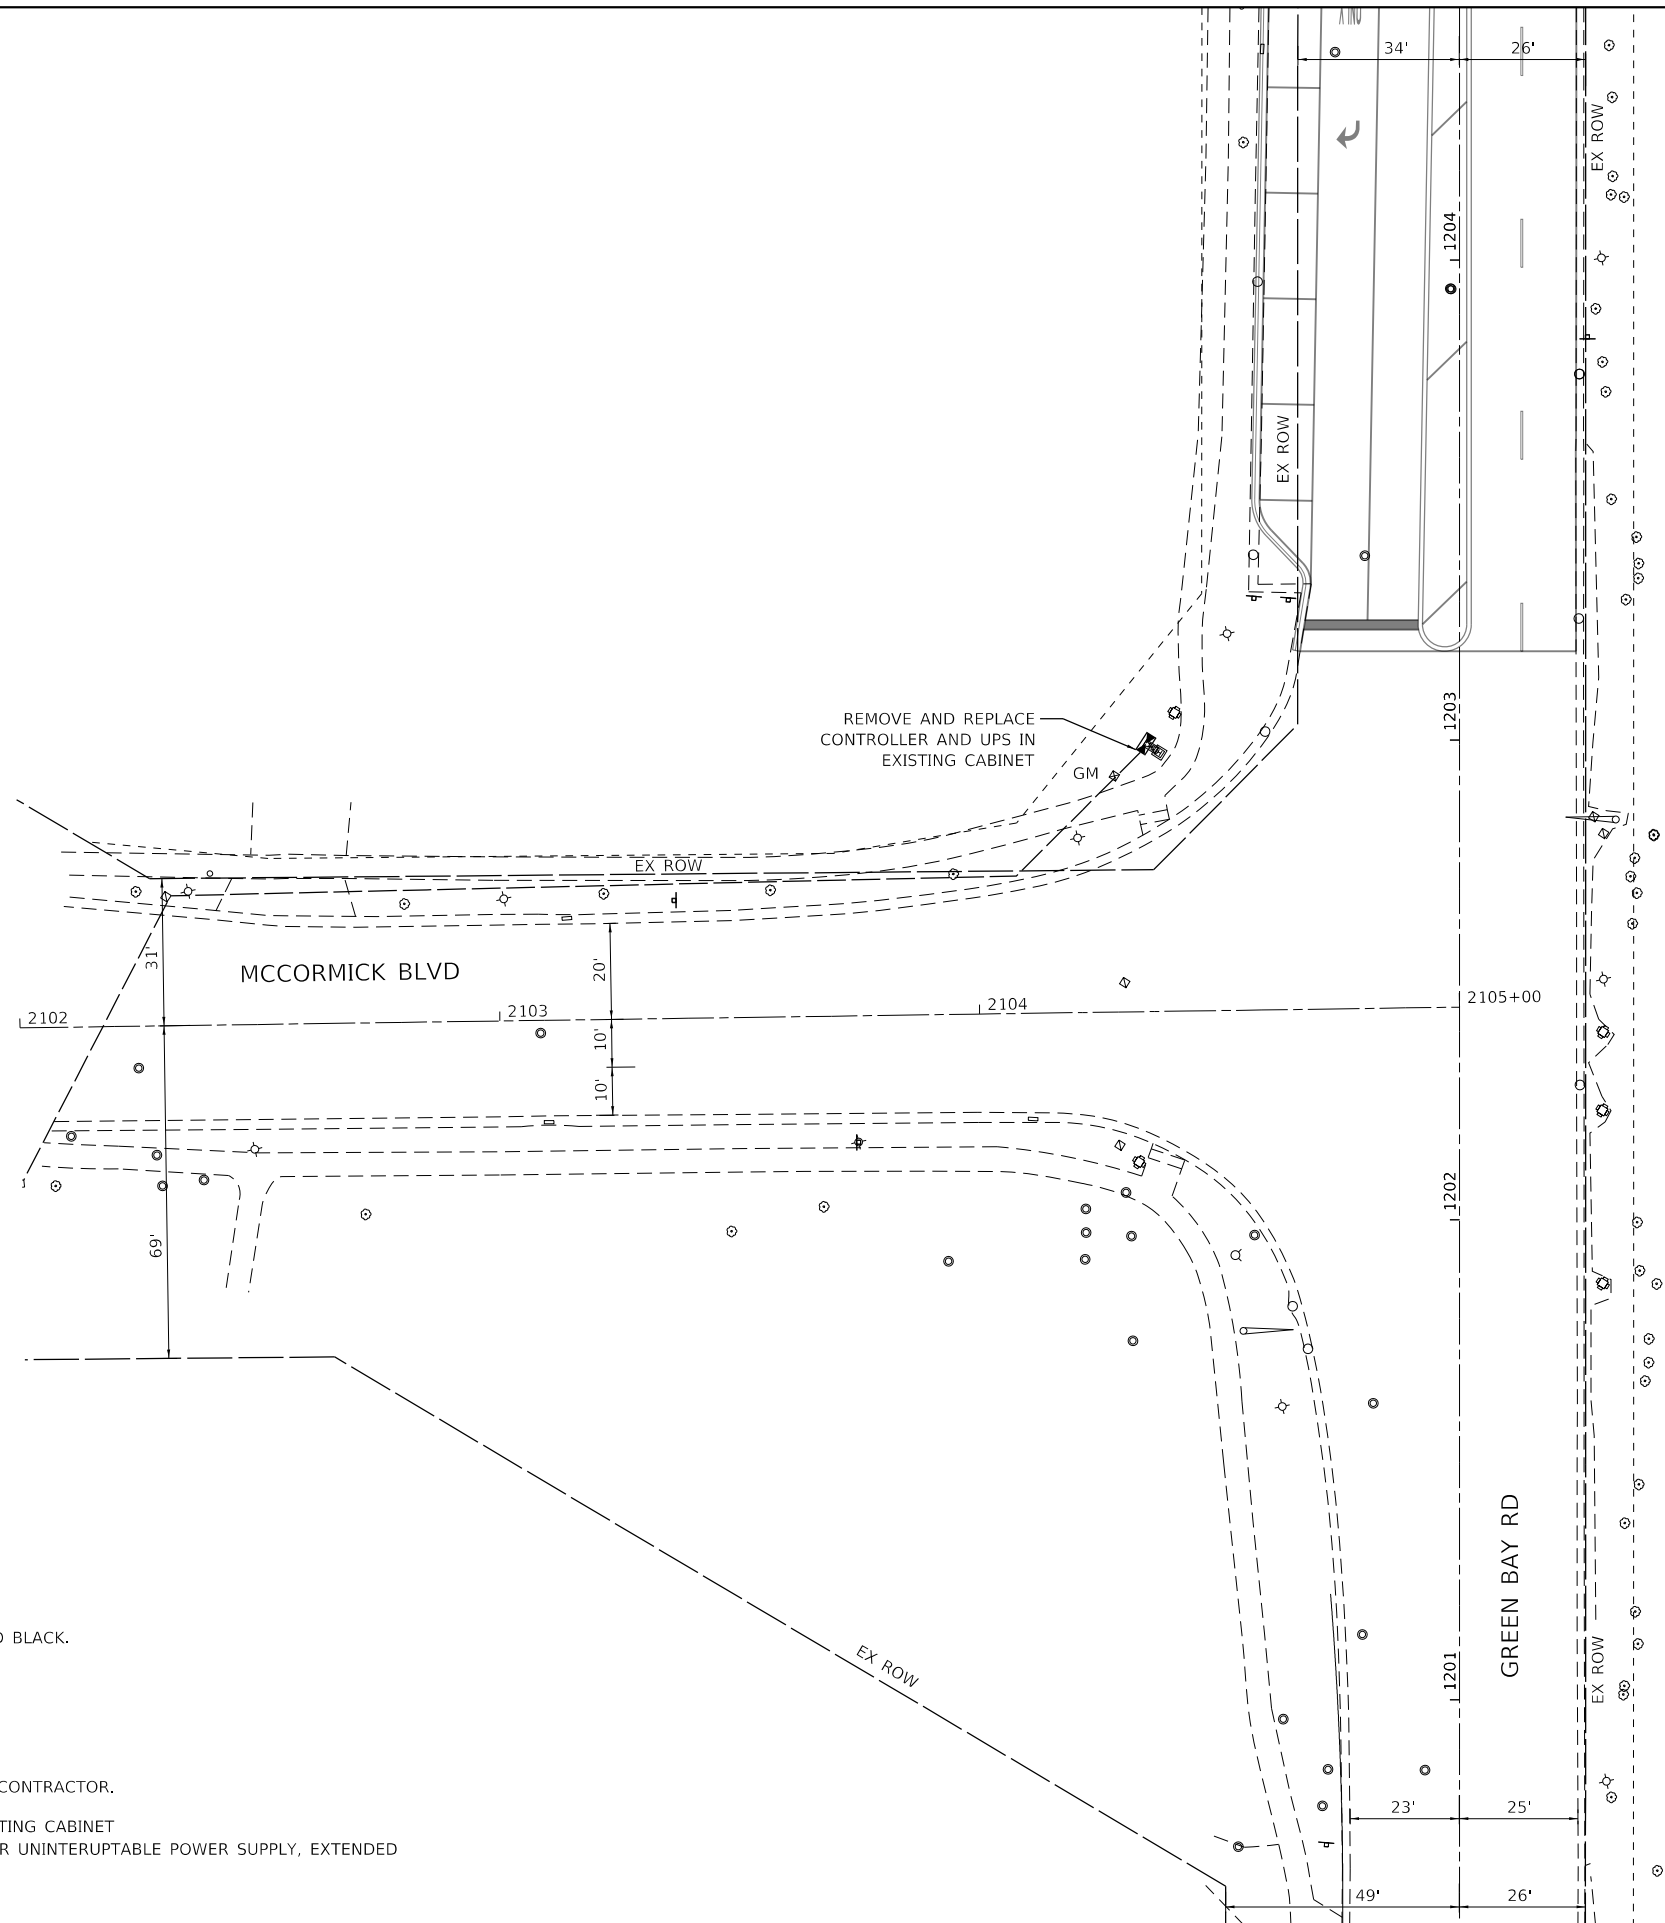 ONLY
34'
26'
EX ROW
1204
EX ROW
1203
REMOVE AND REPLACE
CONTROLLER AND UPS IN
EXISTING CABINET
GM
EX ROW
31'
MCCORMICK BLVD
20'
2102
2103
2104
2105+00
10'
10'
69'
1202
GREEN BAY RD
BLACK.
EX ROW
1201
EX ROW
CONTRACTOR.
23'
25'
TING CABINET
R UNINTERUPTABLE POWER SUPPLY, EXTENDED
49'
26'